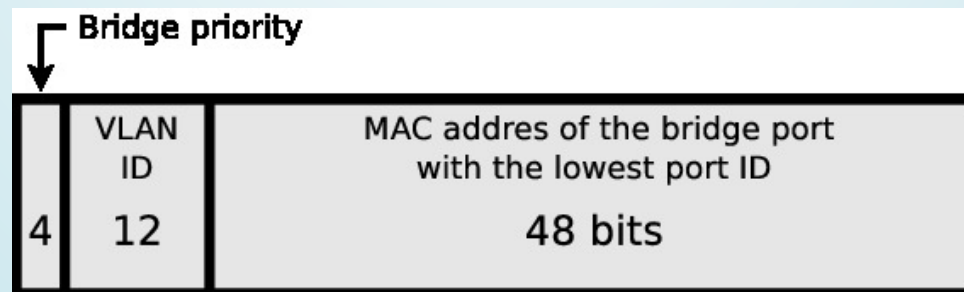 Bridge priority
VLAN
ID
MAC addres of the bridge port
with the lowest port ID
4
12
48 bits